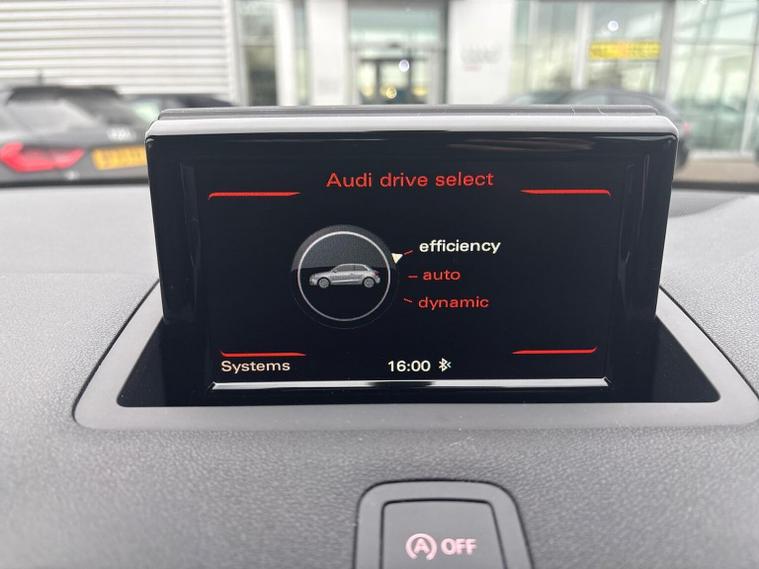 Audi drive select
efficiency
auto
dynamic
Systems
16:00
A OFF